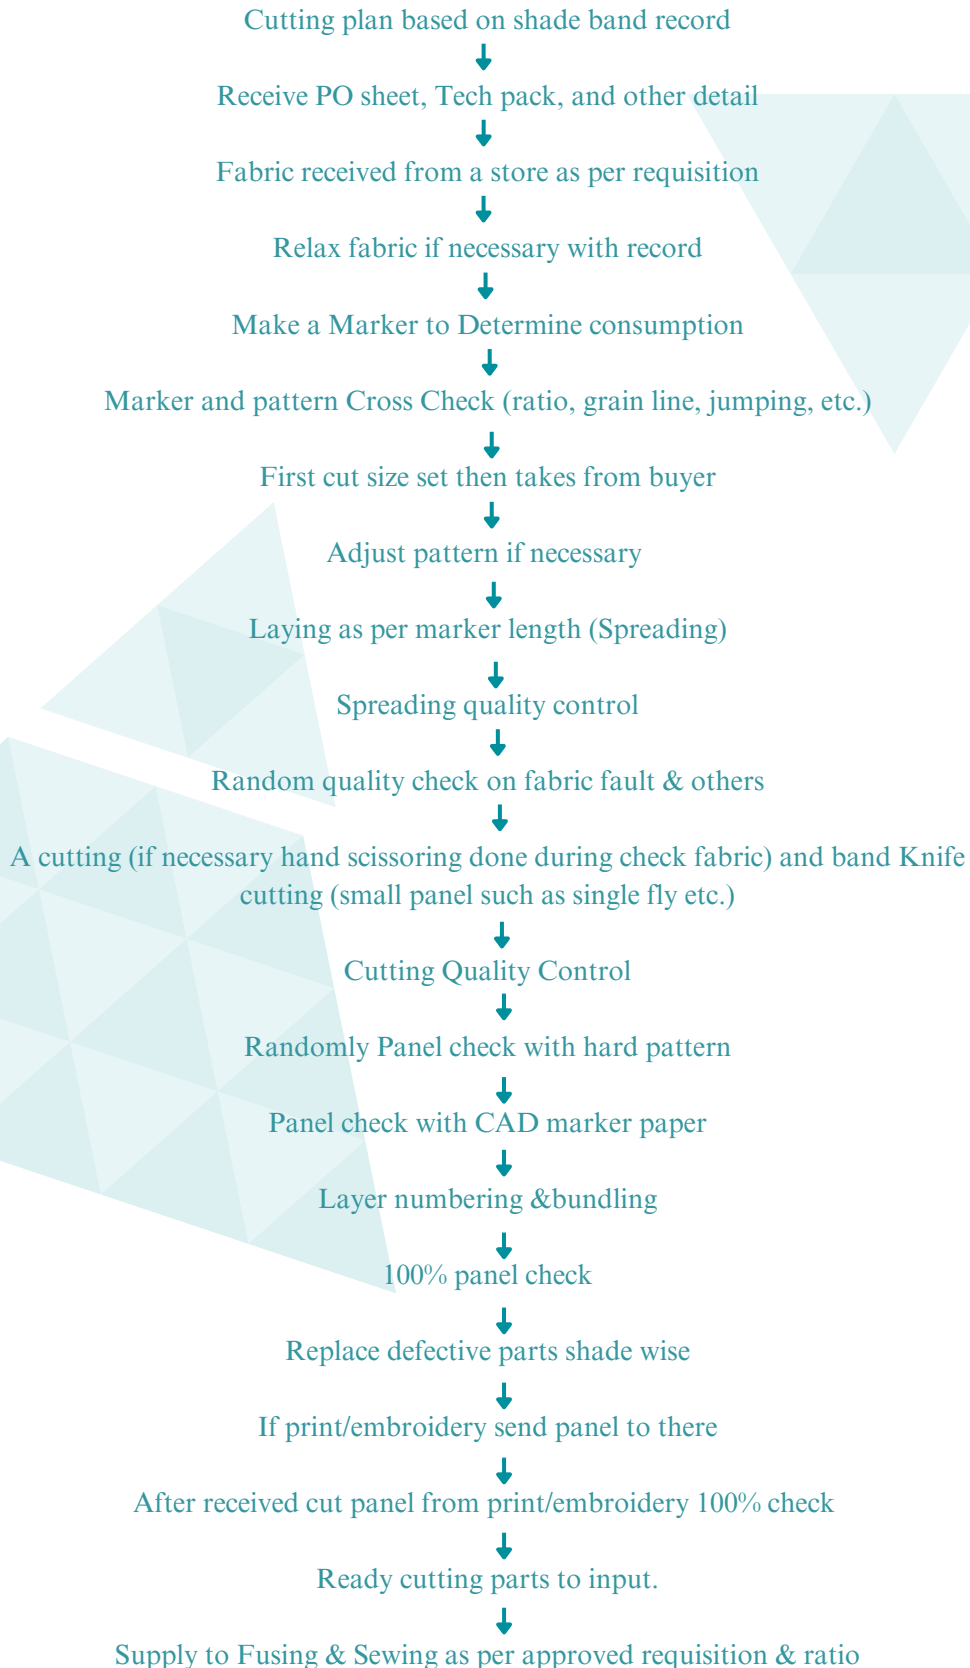 Cutting plan based on shade band record
Receive PO sheet, Tech pack, and other detail
Fabric received from a store as per requisition
Relax fabric if necessary with record
Make a Marker to Determine consumption
Marker and pattern Cross Check (ratio, grain line, jumping, etc.)
First cut size set then takes from buyer
Adjust pattern if necessary
Laying as per marker length (Spreading)
Spreading quality control
Random quality check on fabric fault & others
A cutting (if necessary hand scissoring done during check fabric) and band Knife
cutting (small panel such as single fly etc.)
Cutting Quality Control
Randomly Panel check with hard pattern
Panel check with CAD marker paper
Layer numbering &bundling
100% panel check
Replace defective parts shade wise
If print/embroidery send panel to there
After received cut panel from print/embroidery 100% check
Ready cutting parts to input.
Supply to Fusing & Sewing as per approved requisition & ratio